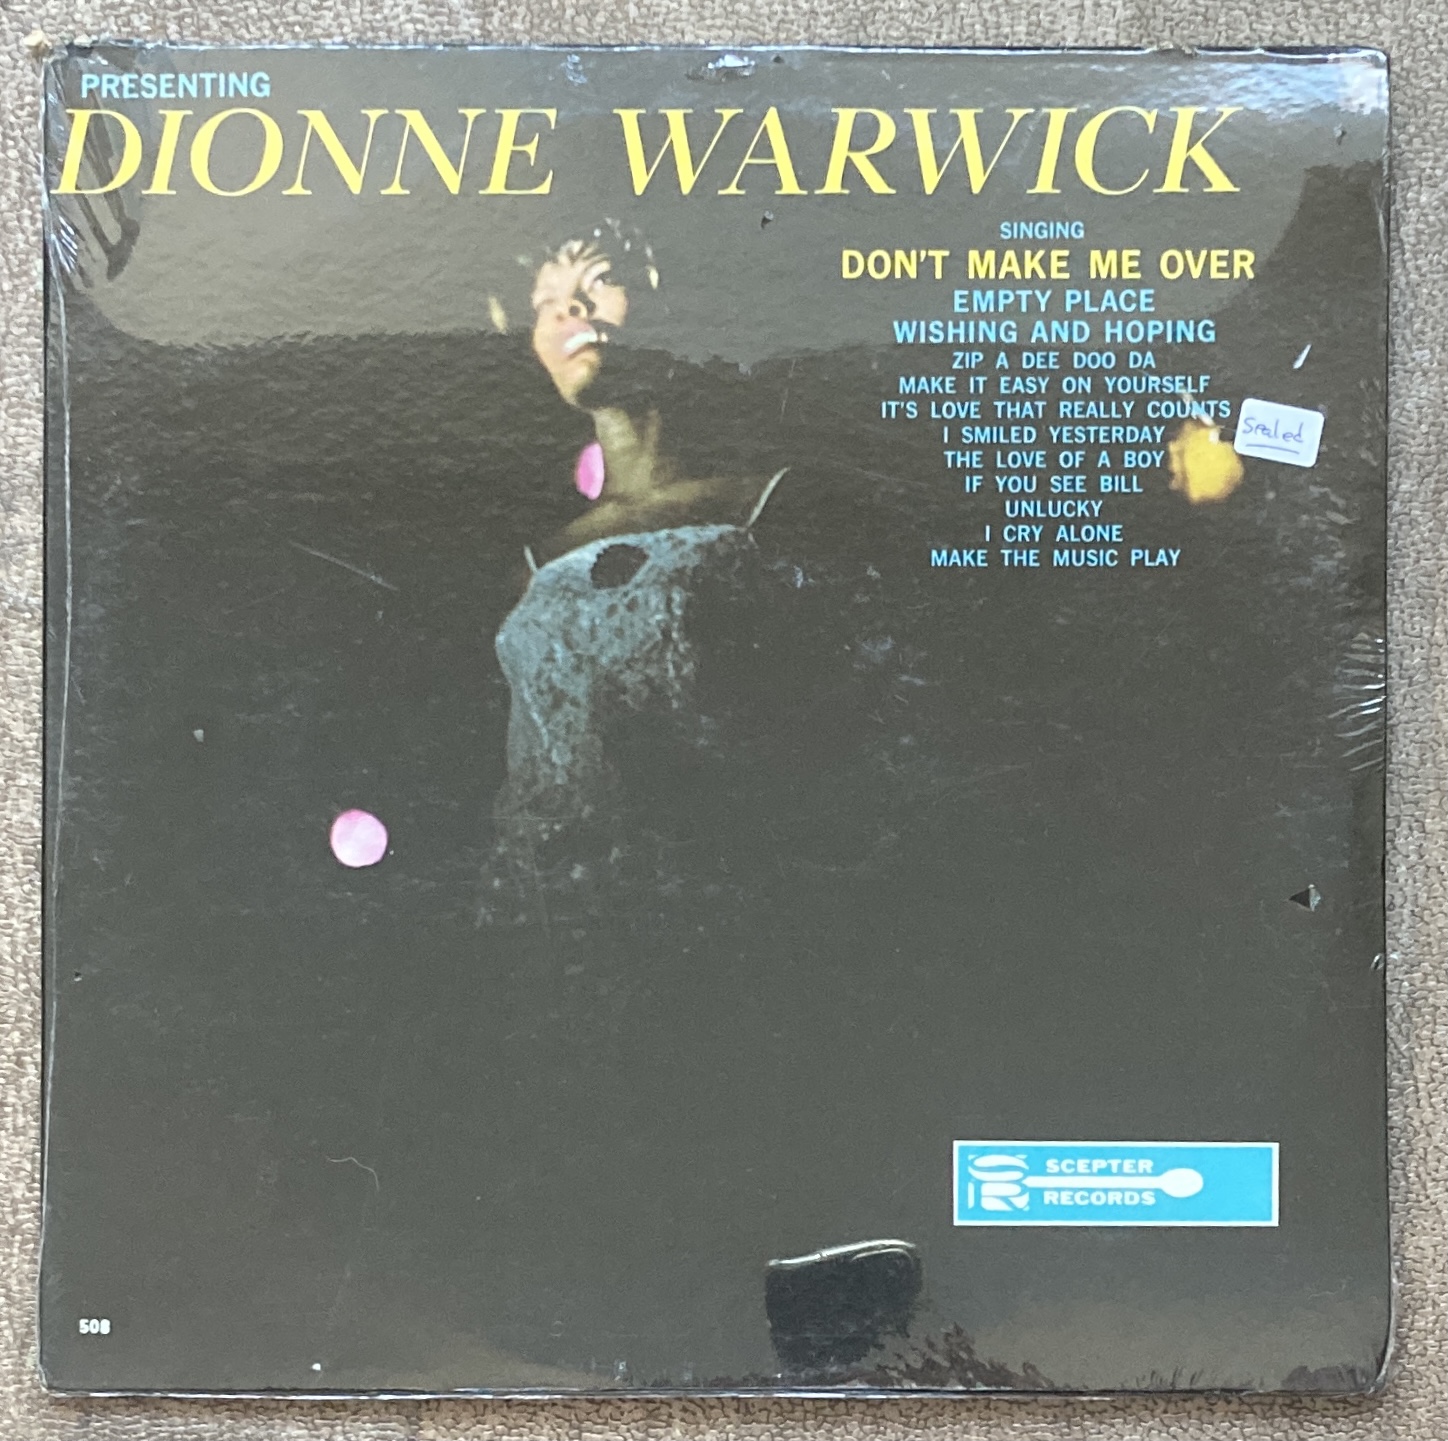 PRESENTING
DIONNE WARWICK
SINGING
DON'T MAKE ME OVER
EMPTY PLACE
WISHING AND HOPING
ZIP A DEE DOO DA
MAKE IT EASY ON YOURSELF
IT'S LOVE THAT REALLY COUNTS
I SMILED YESTERDAY
THE LOVE OF A BOY
IF YOU SEE BILL
UNLUCKY
I CRY ALONE
MAKE THE MUSIC PLAY
Sealed
SR SCEPTER
RECORDS
508